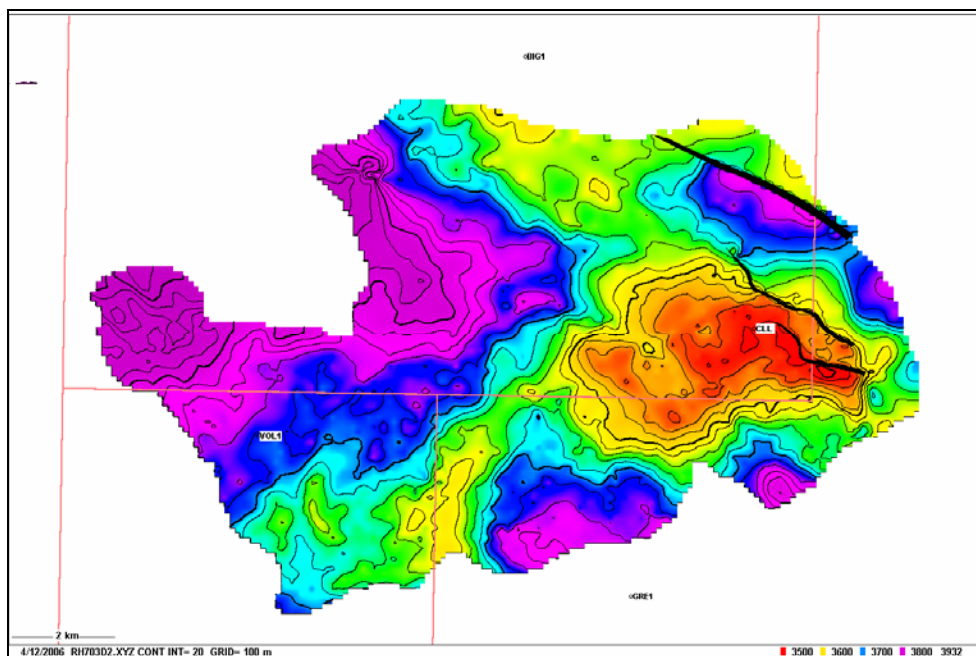 BIG1
CLL
VOL1
GRE1
2 km
4/12/2006 RH703D2.XYZ CONT INT= 20 GRID= 100 m
3500 3600 3700 3800 3932